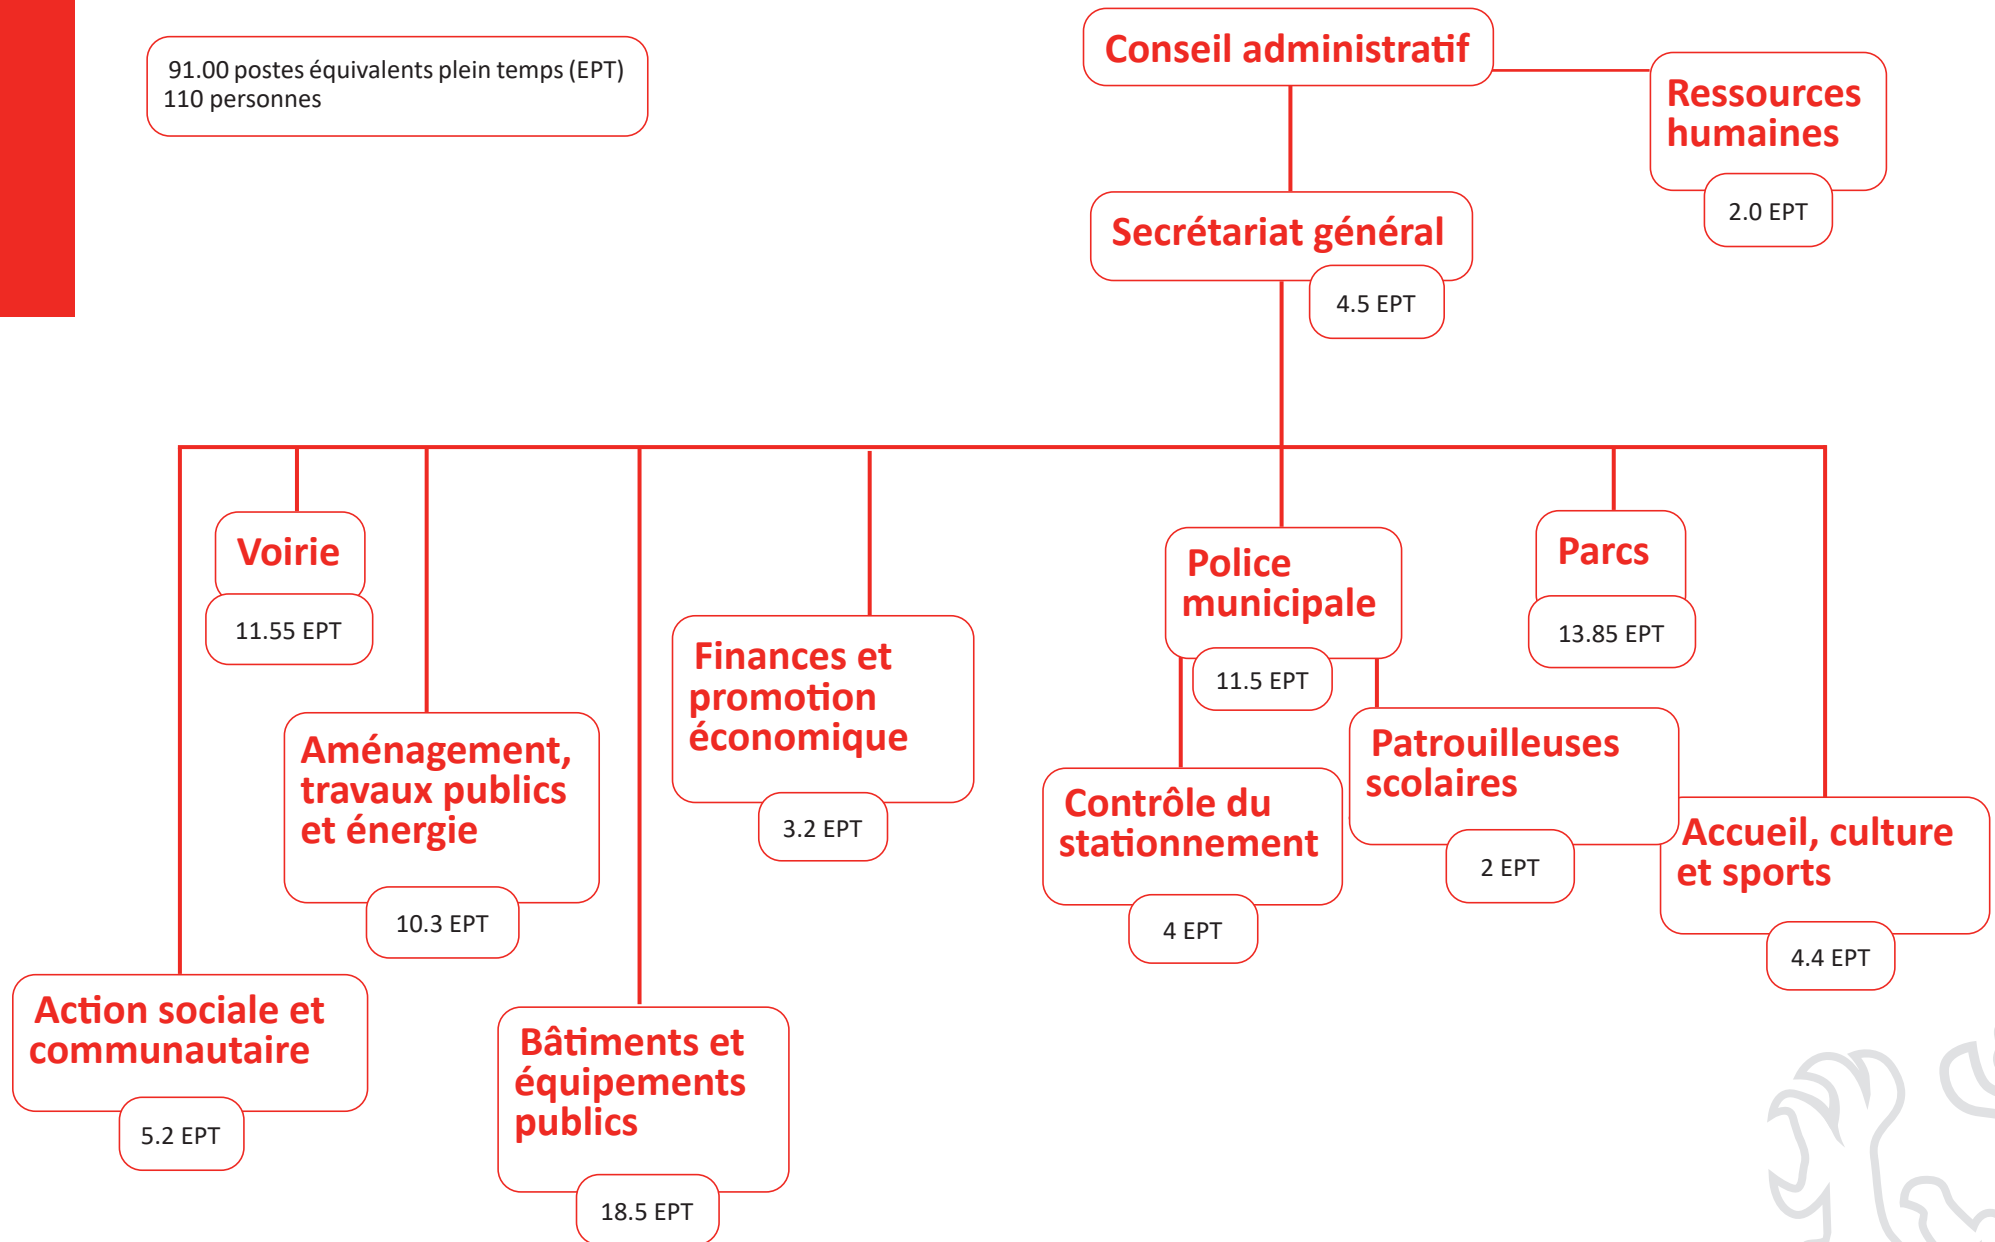 91.00 postes équivalents plein temps (EPT)
110 personnes
Conseil administratif
Ressources
humaines
2.0 EPT
Secrétariat général
4.5 EPT
Voirie
11.55 EPT
Aménagement,
travaux publics
et énergie
10.3 EPT
Finances et
promotion
économique
3.2 EPT
Police
municipale
11.5 EPT
Parcs
13.85 EPT
Contrôle du
stationnement
4 EPT
Patrouilleuses
scolaires
2 EPT
Accueil, culture
et sports
4.4 EPT
Action sociale et
communautaire
5.2 EPT
Bâtiments et
équipements
publics
18.5 EPT